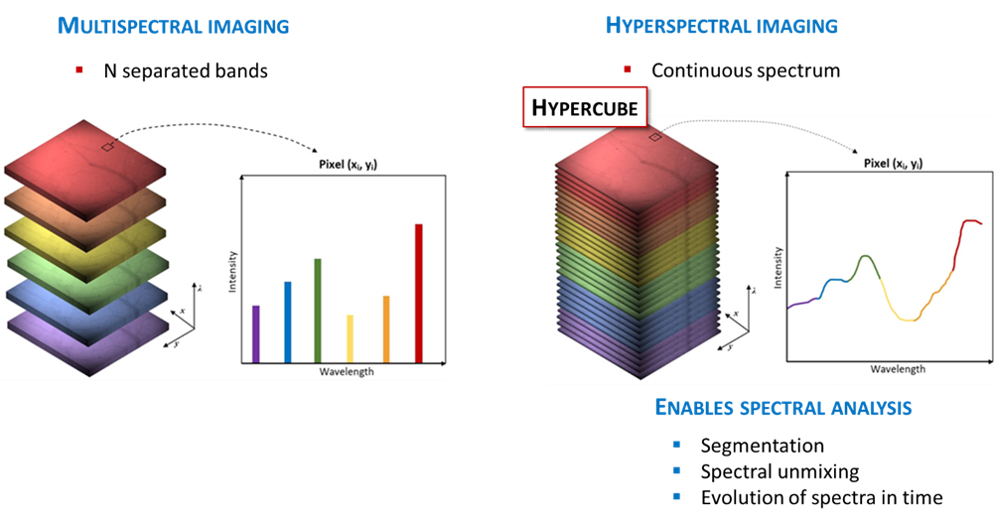 MULTISPECTRAL IMAGING
N separated bands
Pixel (xᵢ, yᵢ)
Intensity
Wavelength
λ
x
y
HYPERSPECTRAL IMAGING
Continuous spectrum
HYPERCUBE
Pixel (xᵢ, yᵢ)
Intensity
Wavelength
λ
x
y
ENABLES SPECTRAL ANALYSIS
Segmentation
Spectral unmixing
Evolution of spectra in time